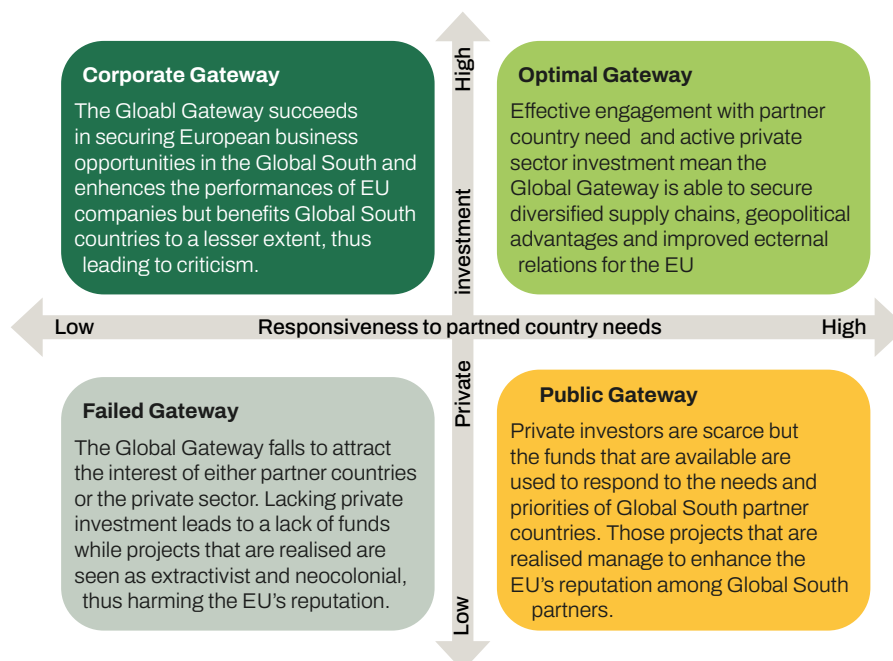 Corporate Gateway
The Gloabl Gateway succeeds
in securing European business
opportunities in the Global South and
enhences the performances of EU
companies but benefits Global South
countries to a lesser extent, thus
leading to criticism.
High
Optimal Gateway
Effective engagement with partner
country need and active private
sector investment mean the
Global Gateway is able to secure
diversified supply chains, geopolitical
advantages and improved ecternal
relations for the EU
Private investment
Low
Responsiveness to partned country needs
High
Failed Gateway
The Global Gateway falls to attract
the interest of either partner countries
or the private sector. Lacking private
investment leads to a lack of funds
while projects that are realised are
seen as extractivist and neocolonial,
thus harming the EU's reputation.
Low
Public Gateway
Private investors are scarce but
the funds that are available are
used to respond to the needs and
priorities of Global South partner
countries. Those projects that are
realised manage to enhance the
EU's reputation among Global South
partners.